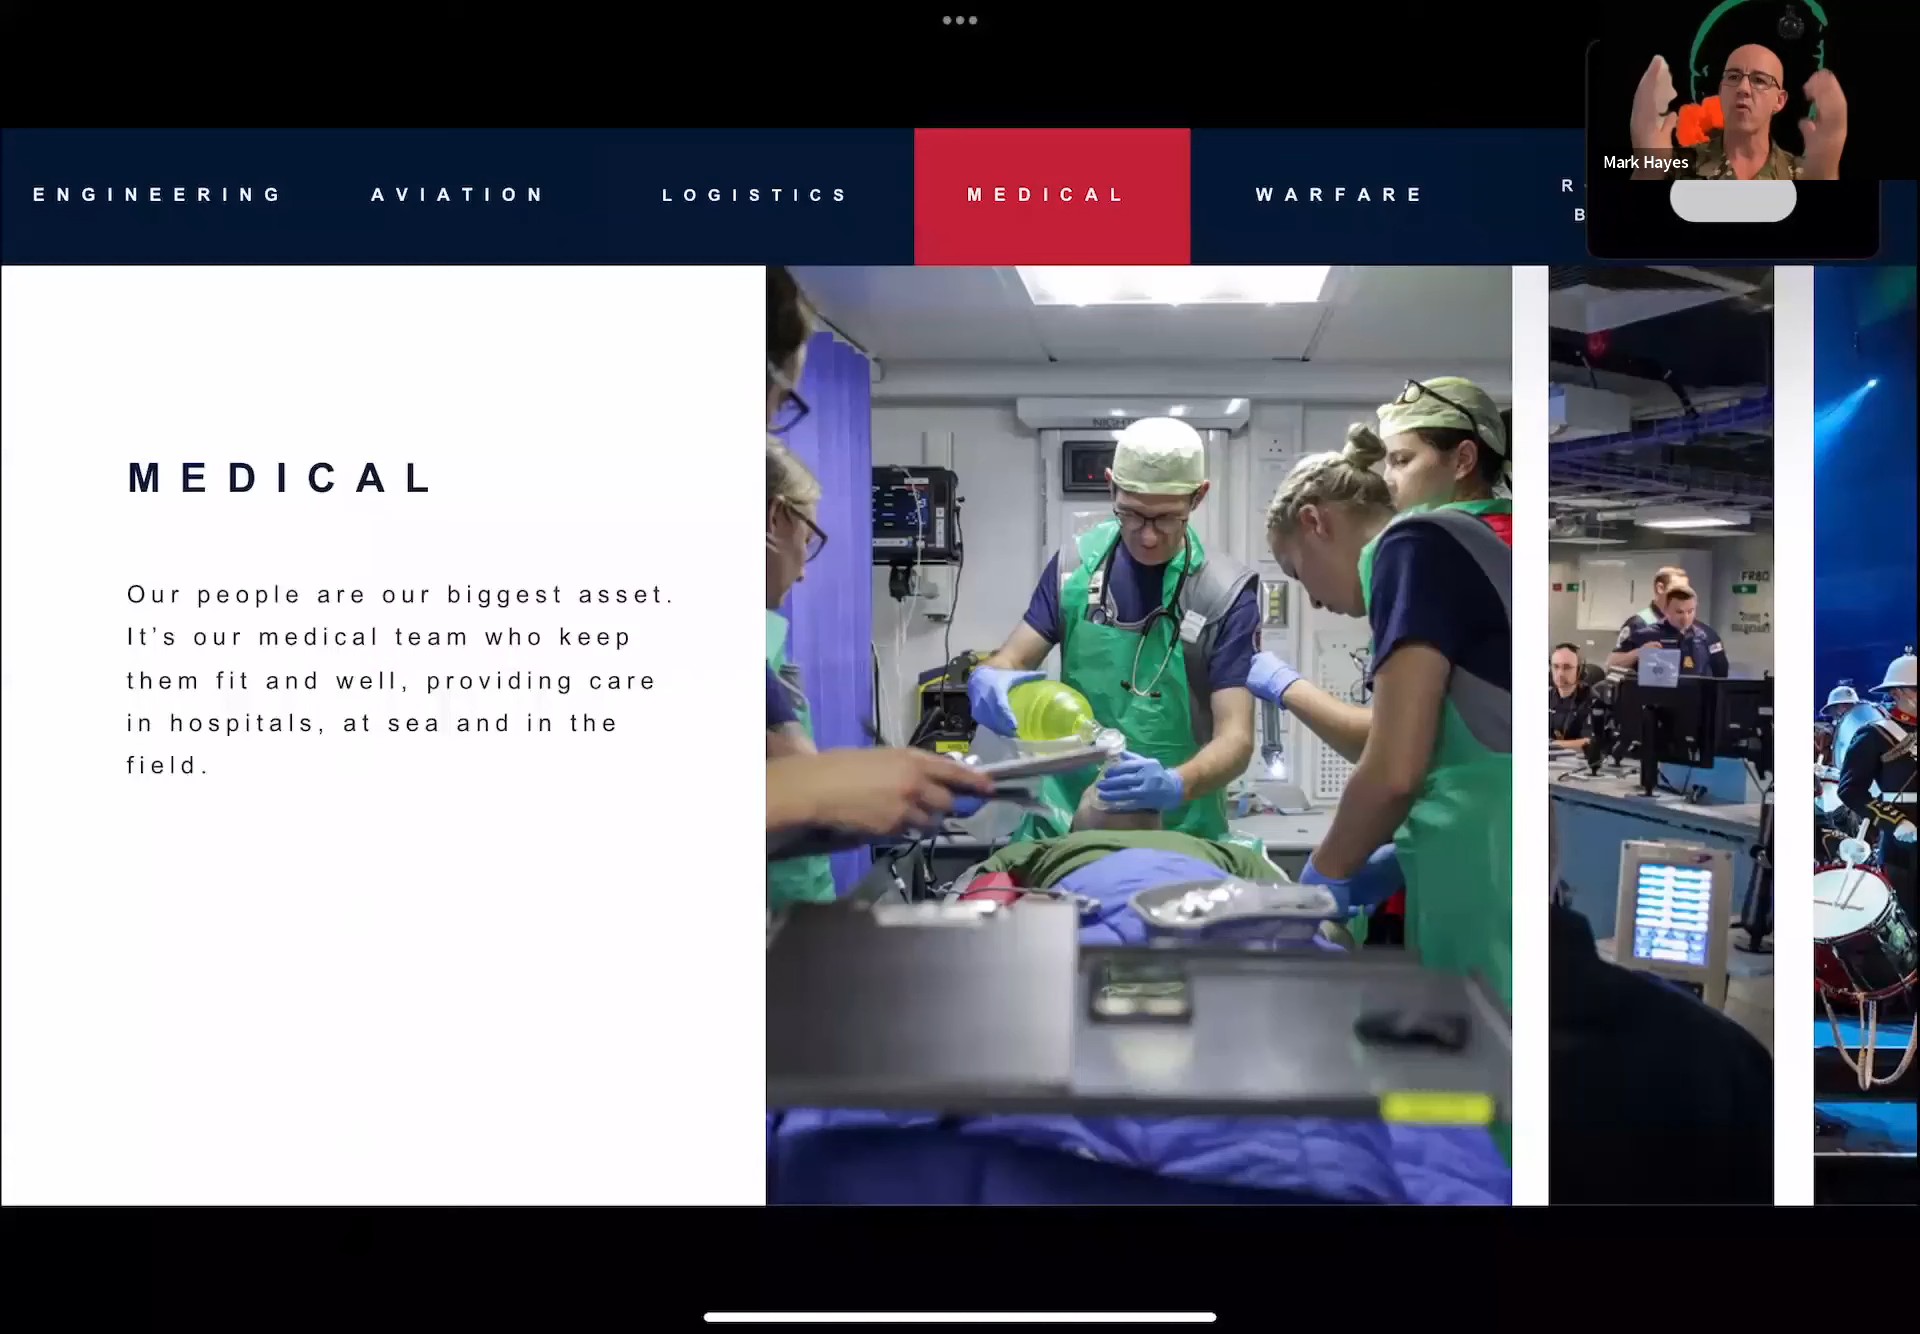 Mark Hayes
ENGINEERING AVIATION LOGISTICS MEDICAL WARFARE
MEDICAL
Our people are our biggest asset.
It’s our medical team who keep
them fit and well, providing care
in hospitals, at sea and in the
field.